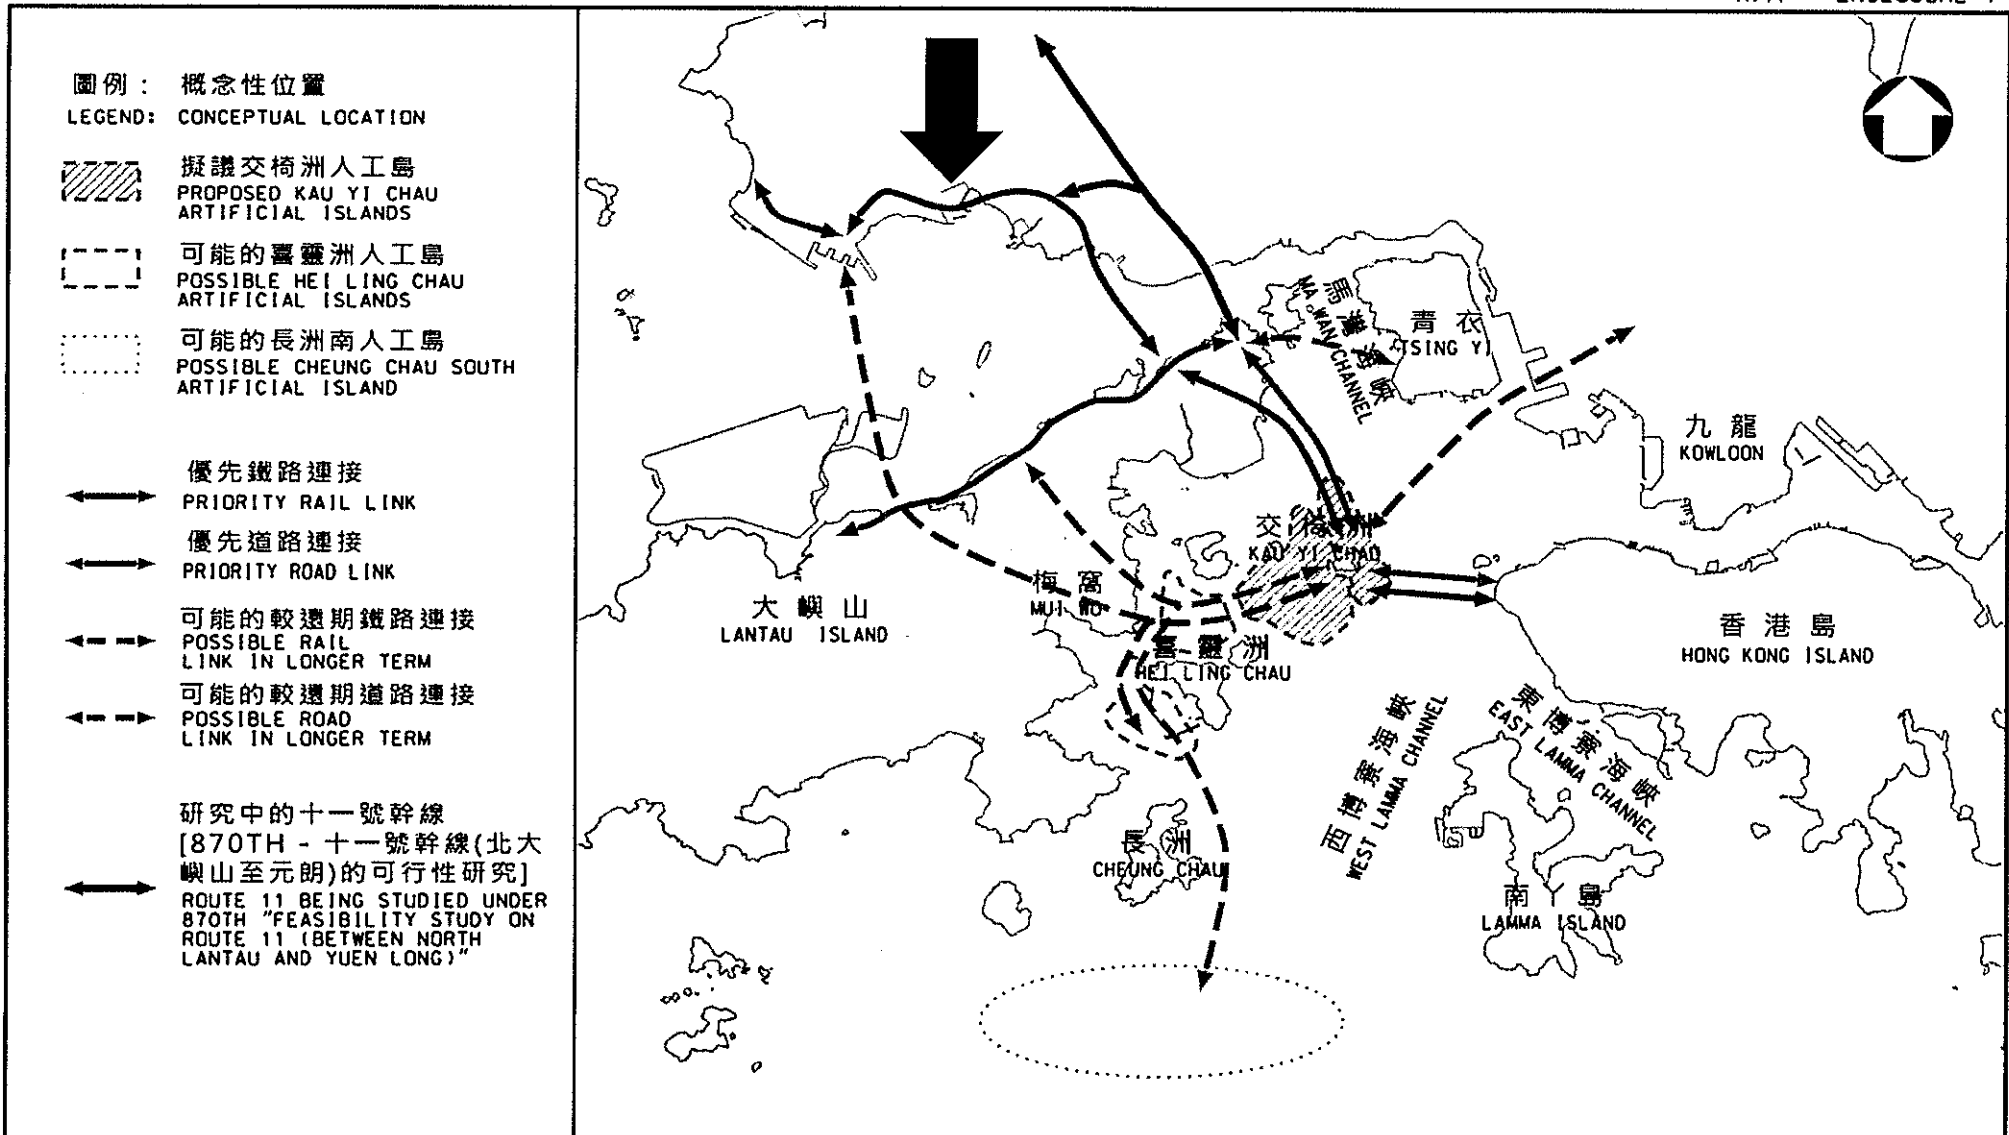 圖例： 概念性位置
LEGEND: CONCEPTUAL LOCATION
擬議交椅洲人工島
PROPOSED KAU YI CHAU
ARTIFICIAL ISLANDS
可能的喜靈洲人工島
POSSIBLE HEI LING CHAU
ARTIFICIAL ISLANDS
可能的長洲南人工島
POSSIBLE CHEUNG CHAU SOUTH
ARTIFICIAL ISLAND
優先鐵路連接
PRIORITY RAIL LINK
優先道路連接
PRIORITY ROAD LINK
可能的較遠期鐵路連接
POSSIBLE RAIL
LINK IN LONGER TERM
可能的較遠期道路連接
POSSIBLE ROAD
LINK IN LONGER TERM
研究中的十一號幹線
[870TH - 十一號幹線(北大
嶼山至元朗)的可行性研究]
ROUTE 11 BEING STUDIED UNDER
870TH "FEASIBILITY STUDY ON
ROUTE 11 (BETWEEN NORTH
LANTAU AND YUEN LONG)"
馬灣海峽
MA WAN CHANNEL
青衣
TSING YI
九龍
KOWLOON
交椅洲
KAU YI CHAU
梅窩
MUI WO
大嶼山
LANTAU ISLAND
喜靈洲
HEI LING CHAU
香港島
HONG KONG ISLAND
西博寮海峽
WEST LAMMA CHANNEL
東博寮海峽
EAST LAMMA CHANNEL
長洲
CHEUNG CHAU
南丫島
LAMMA ISLAND